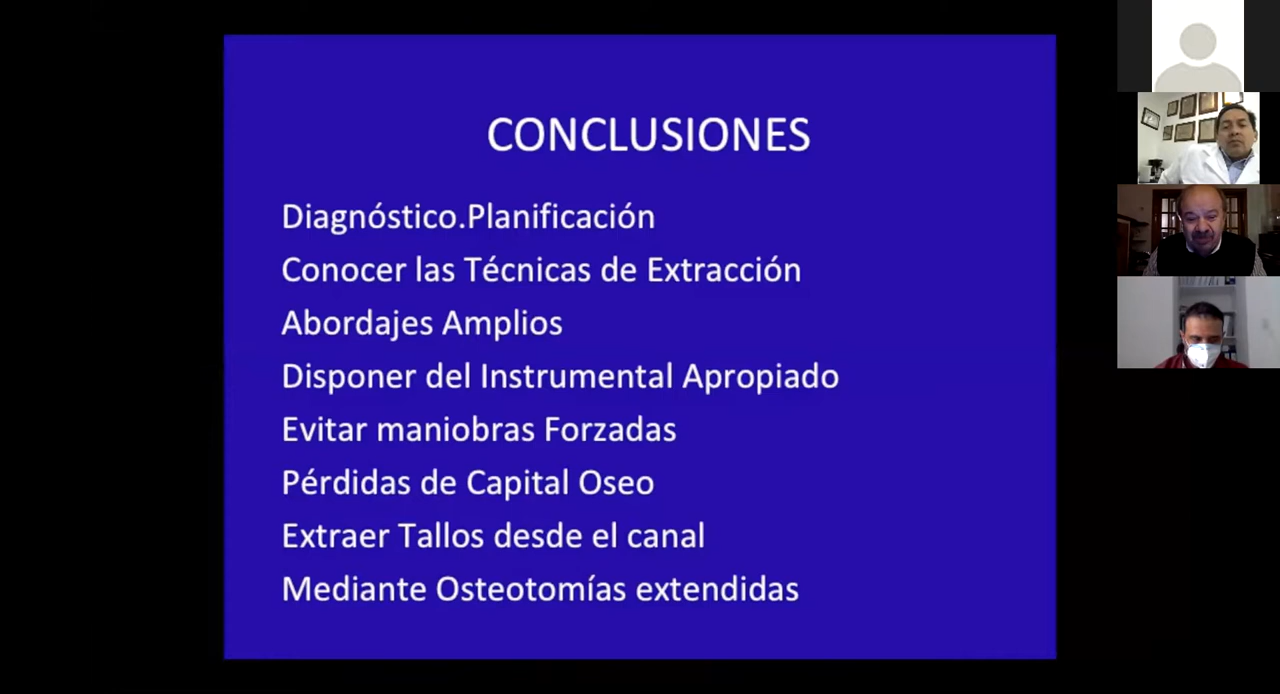 CONCLUSIONES
Diagnóstico.Planificación
Conocer las Técnicas de Extracción
Abordajes Amplios
Disponer del Instrumental Apropiado
Evitar maniobras Forzadas
Pérdidas de Capital Oseo
Extraer Tallos desde el canal
Mediante Osteotomías extendidas